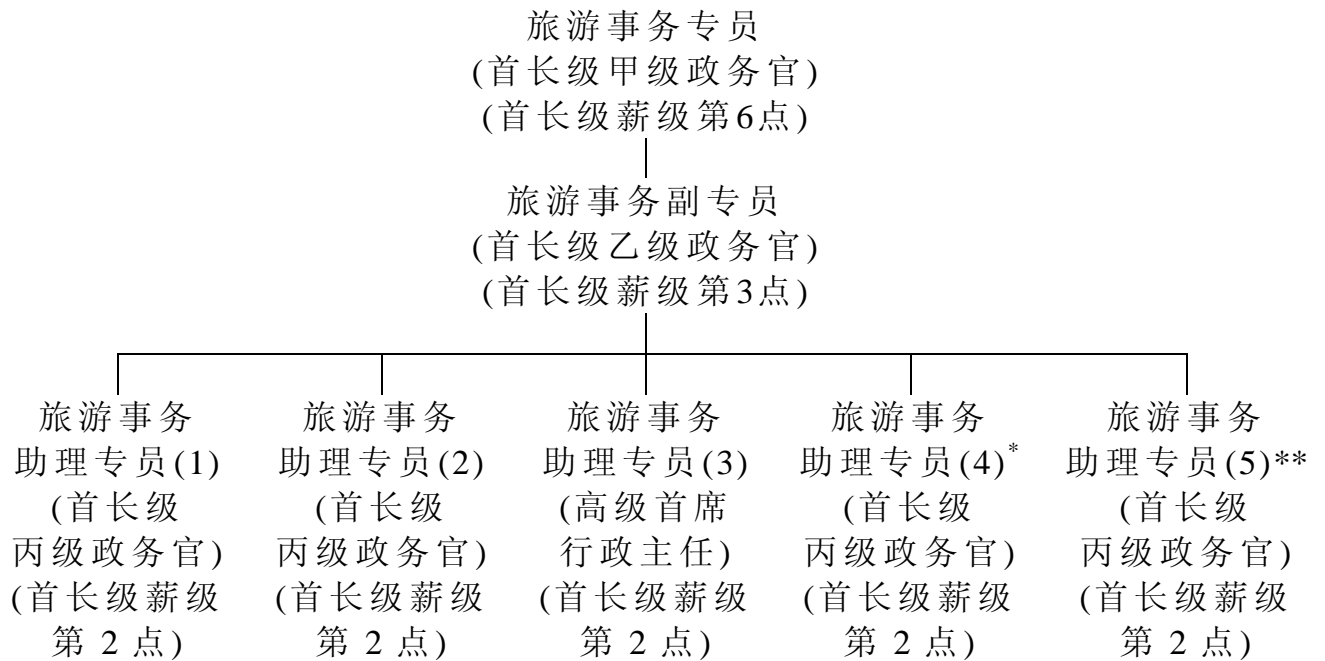 旅游事务专员
(首长级甲级政务官)
(首长级薪级第6点)
旅游事务副专员
(首长级乙级政务官)
(首长级薪级第3点)
旅游事务
助理专员(1)
(首长级
丙级政务官)
(首长级薪级
第 2 点)
旅游事务
助理专员(2)
(首长级
丙级政务官)
(首长级薪级
第 2 点)
旅游事务
助理专员(3)
(高级首席
行政主任)
(首长级薪级
第 2 点)
旅游事务
助理专员(4)*
(首长级
丙级政务官)
(首长级薪级
第 2 点)
旅游事务
助理专员(5)**
(首长级
丙级政务官)
(首长级薪级
第 2 点)